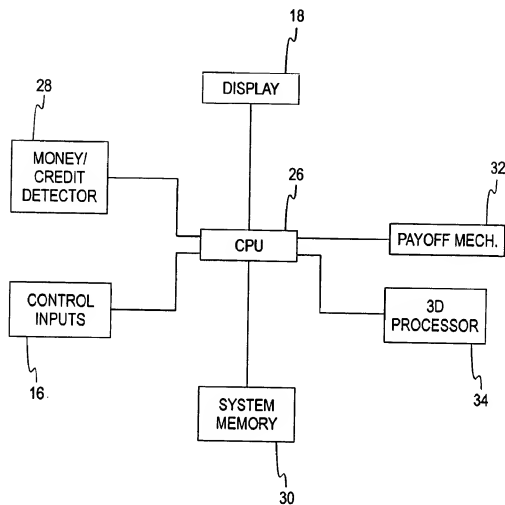 18
DISPLAY
28
MONEY/
CREDIT
DETECTOR
26
CPU
32
PAYOFF MECH.
CONTROL
INPUTS
16
3D
PROCESSOR
34
SYSTEM
MEMORY
30